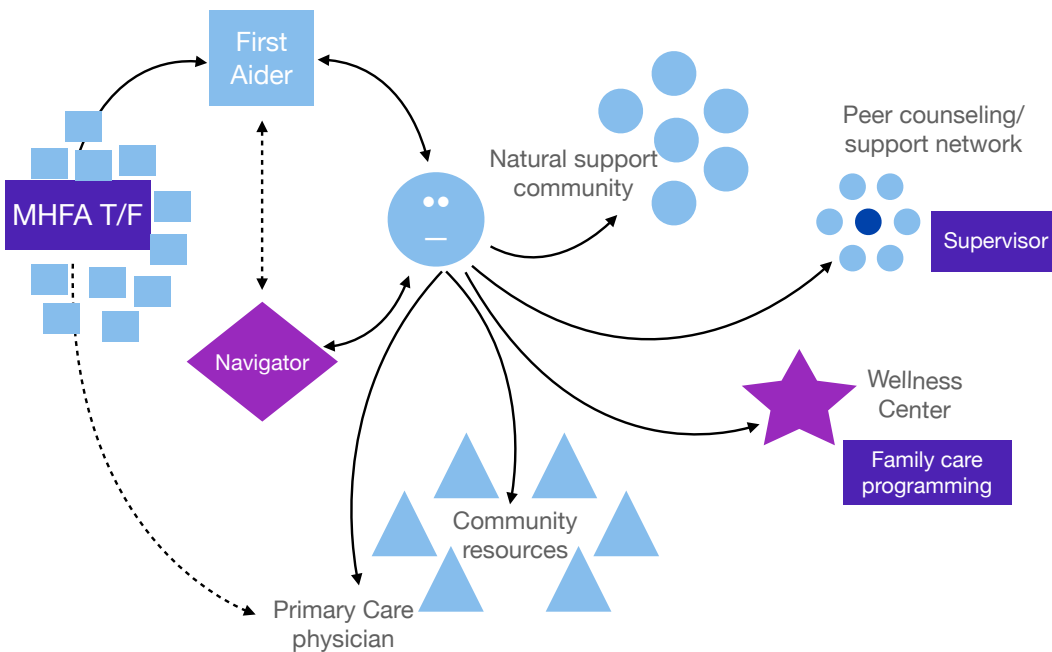 First
Aider
Natural support
community
Peer counseling/
support network
MHFA T/F
Supervisor
Navigator
Wellness
Center
Family care
programming
Community
resources
Primary Care
physician